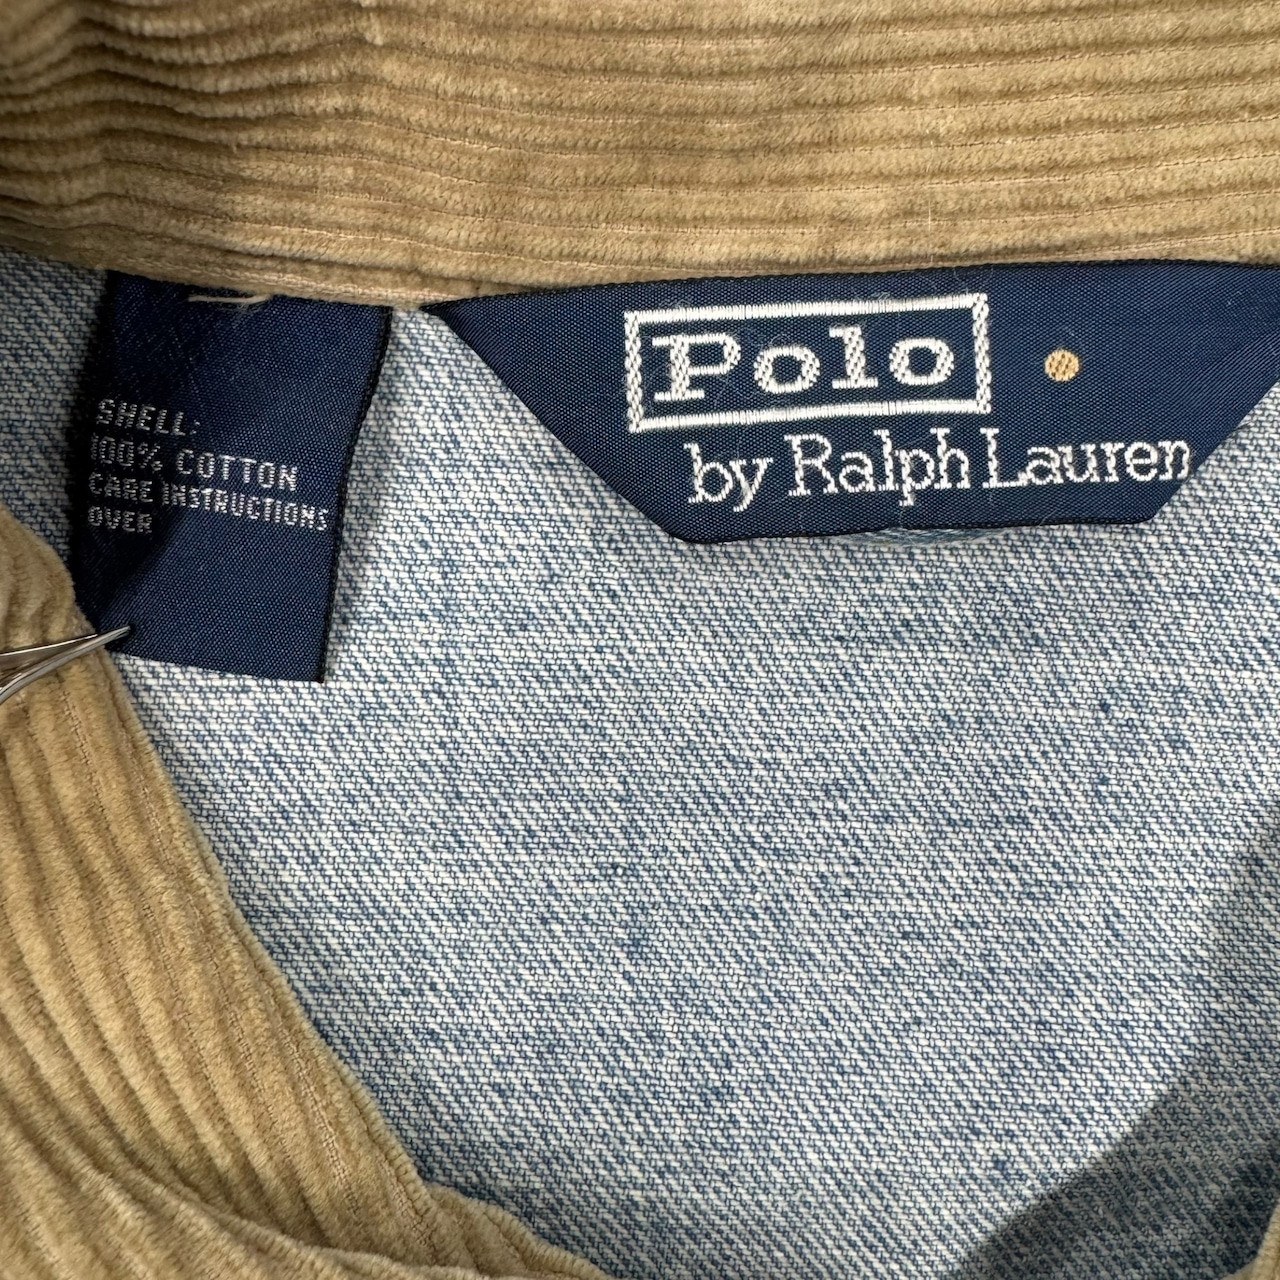 SHELL:
100% COTTON
CARE INSTRUCTIONS
OVER
Polo
by Ralph Lauren